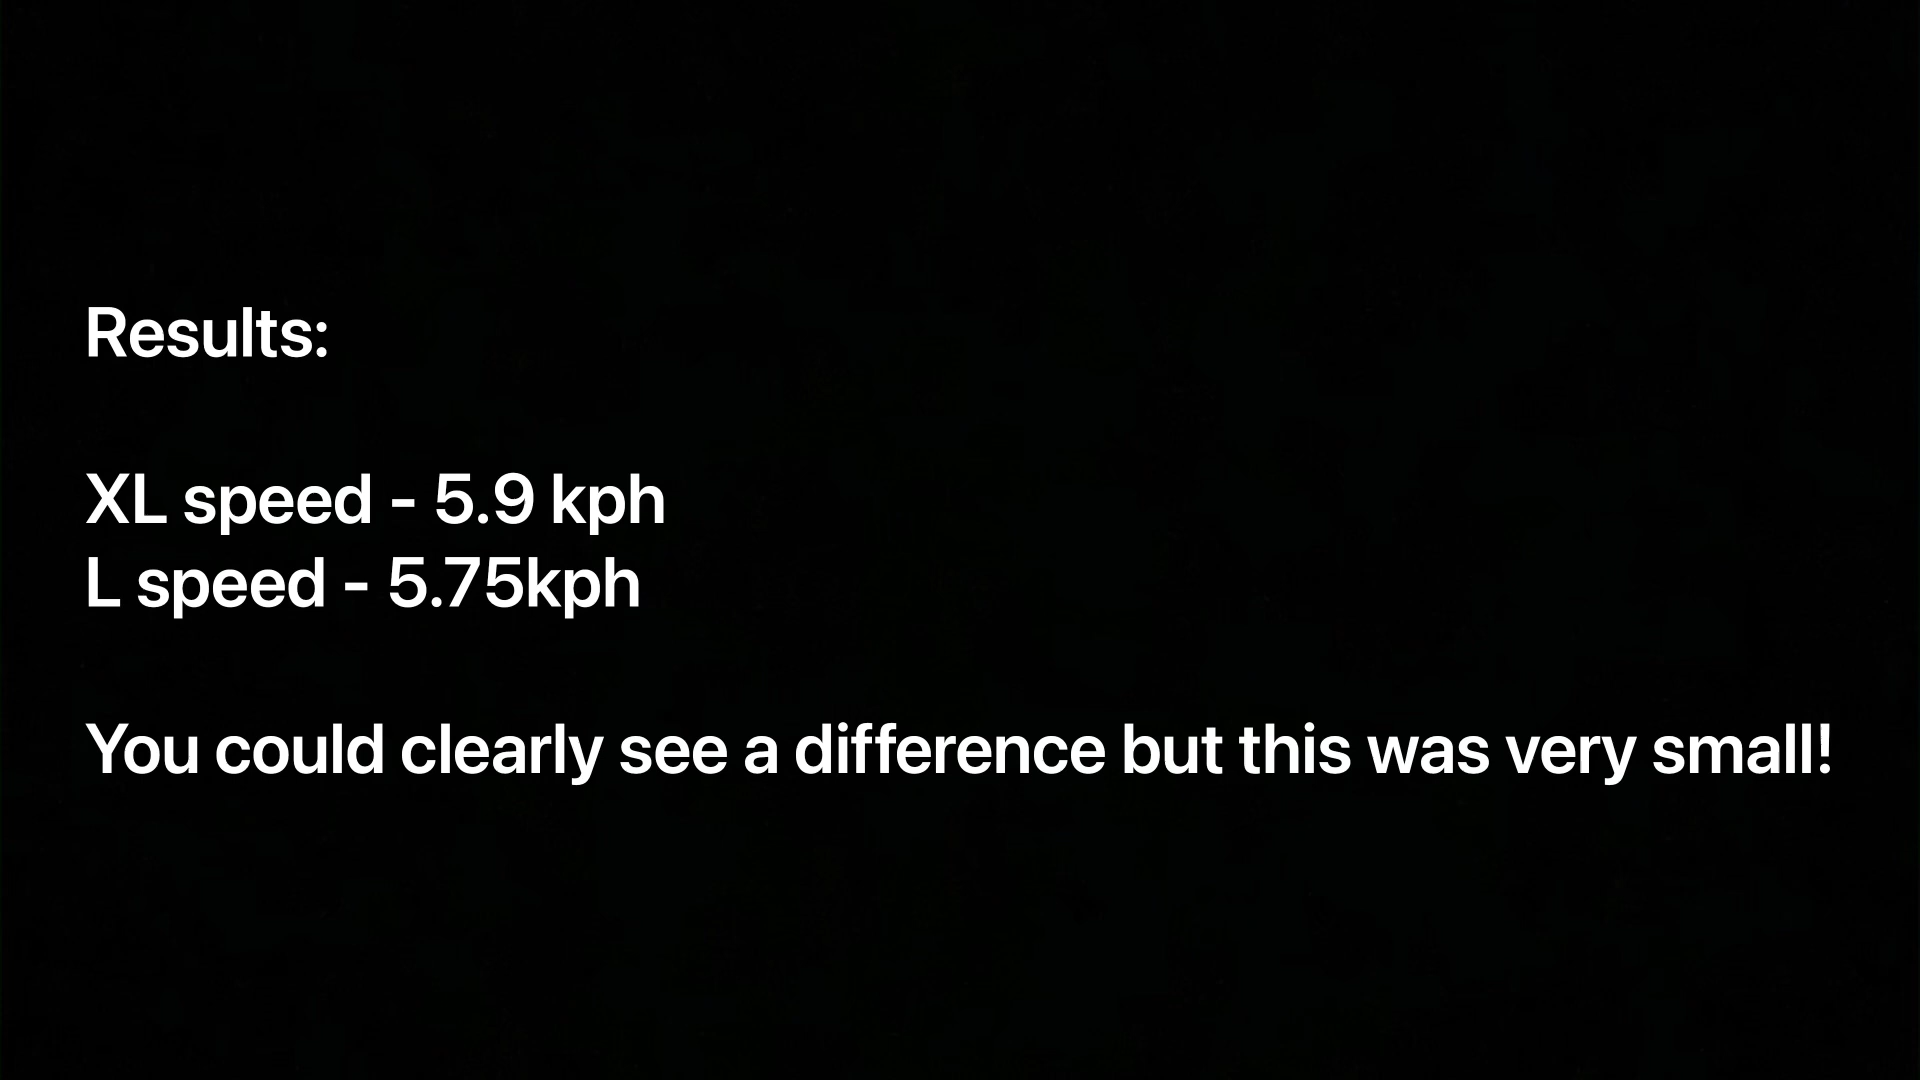 Results:
XL speed - 5.9 kph
L speed - 5.75kph
You could clearly see a difference but this was very small!